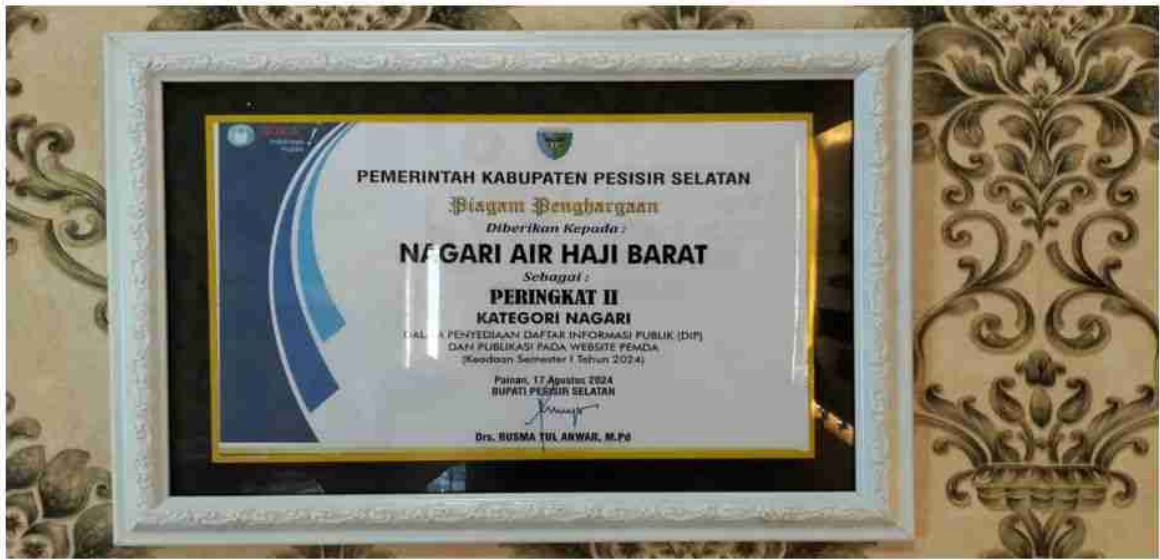 PEMERINTAH KABUPATEN PESISIR SELATAN
Piagam Penghargaan
Diberikan Kepada :
NAGARI AIR HAJI BARAT
Sebagai :
PERINGKAT II
KATEGORI NAGARI
DALAM PENYEDIAAN DAFTAR INFORMASI PUBLIK (DIP)
DAN PUBLIKASI PADA WEBSITE PEMDA
(Keadaan Semester I Tahun 2024)
Painan, 17 Agustus 2024
BUPATI PESISIR SELATAN
Drs. RUSMA YUL ANWAR, M.Pd